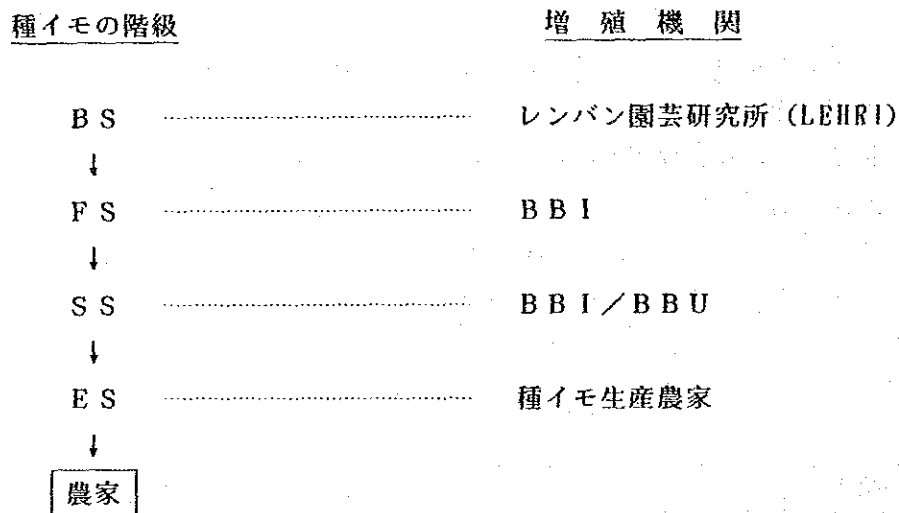 種イモの階級 増殖機関
BS レンバン園芸研究所 (LEHRI)
↓
FS BBI
↓
SS BBI/BBU
↓
ES 種イモ生産農家
↓
農家